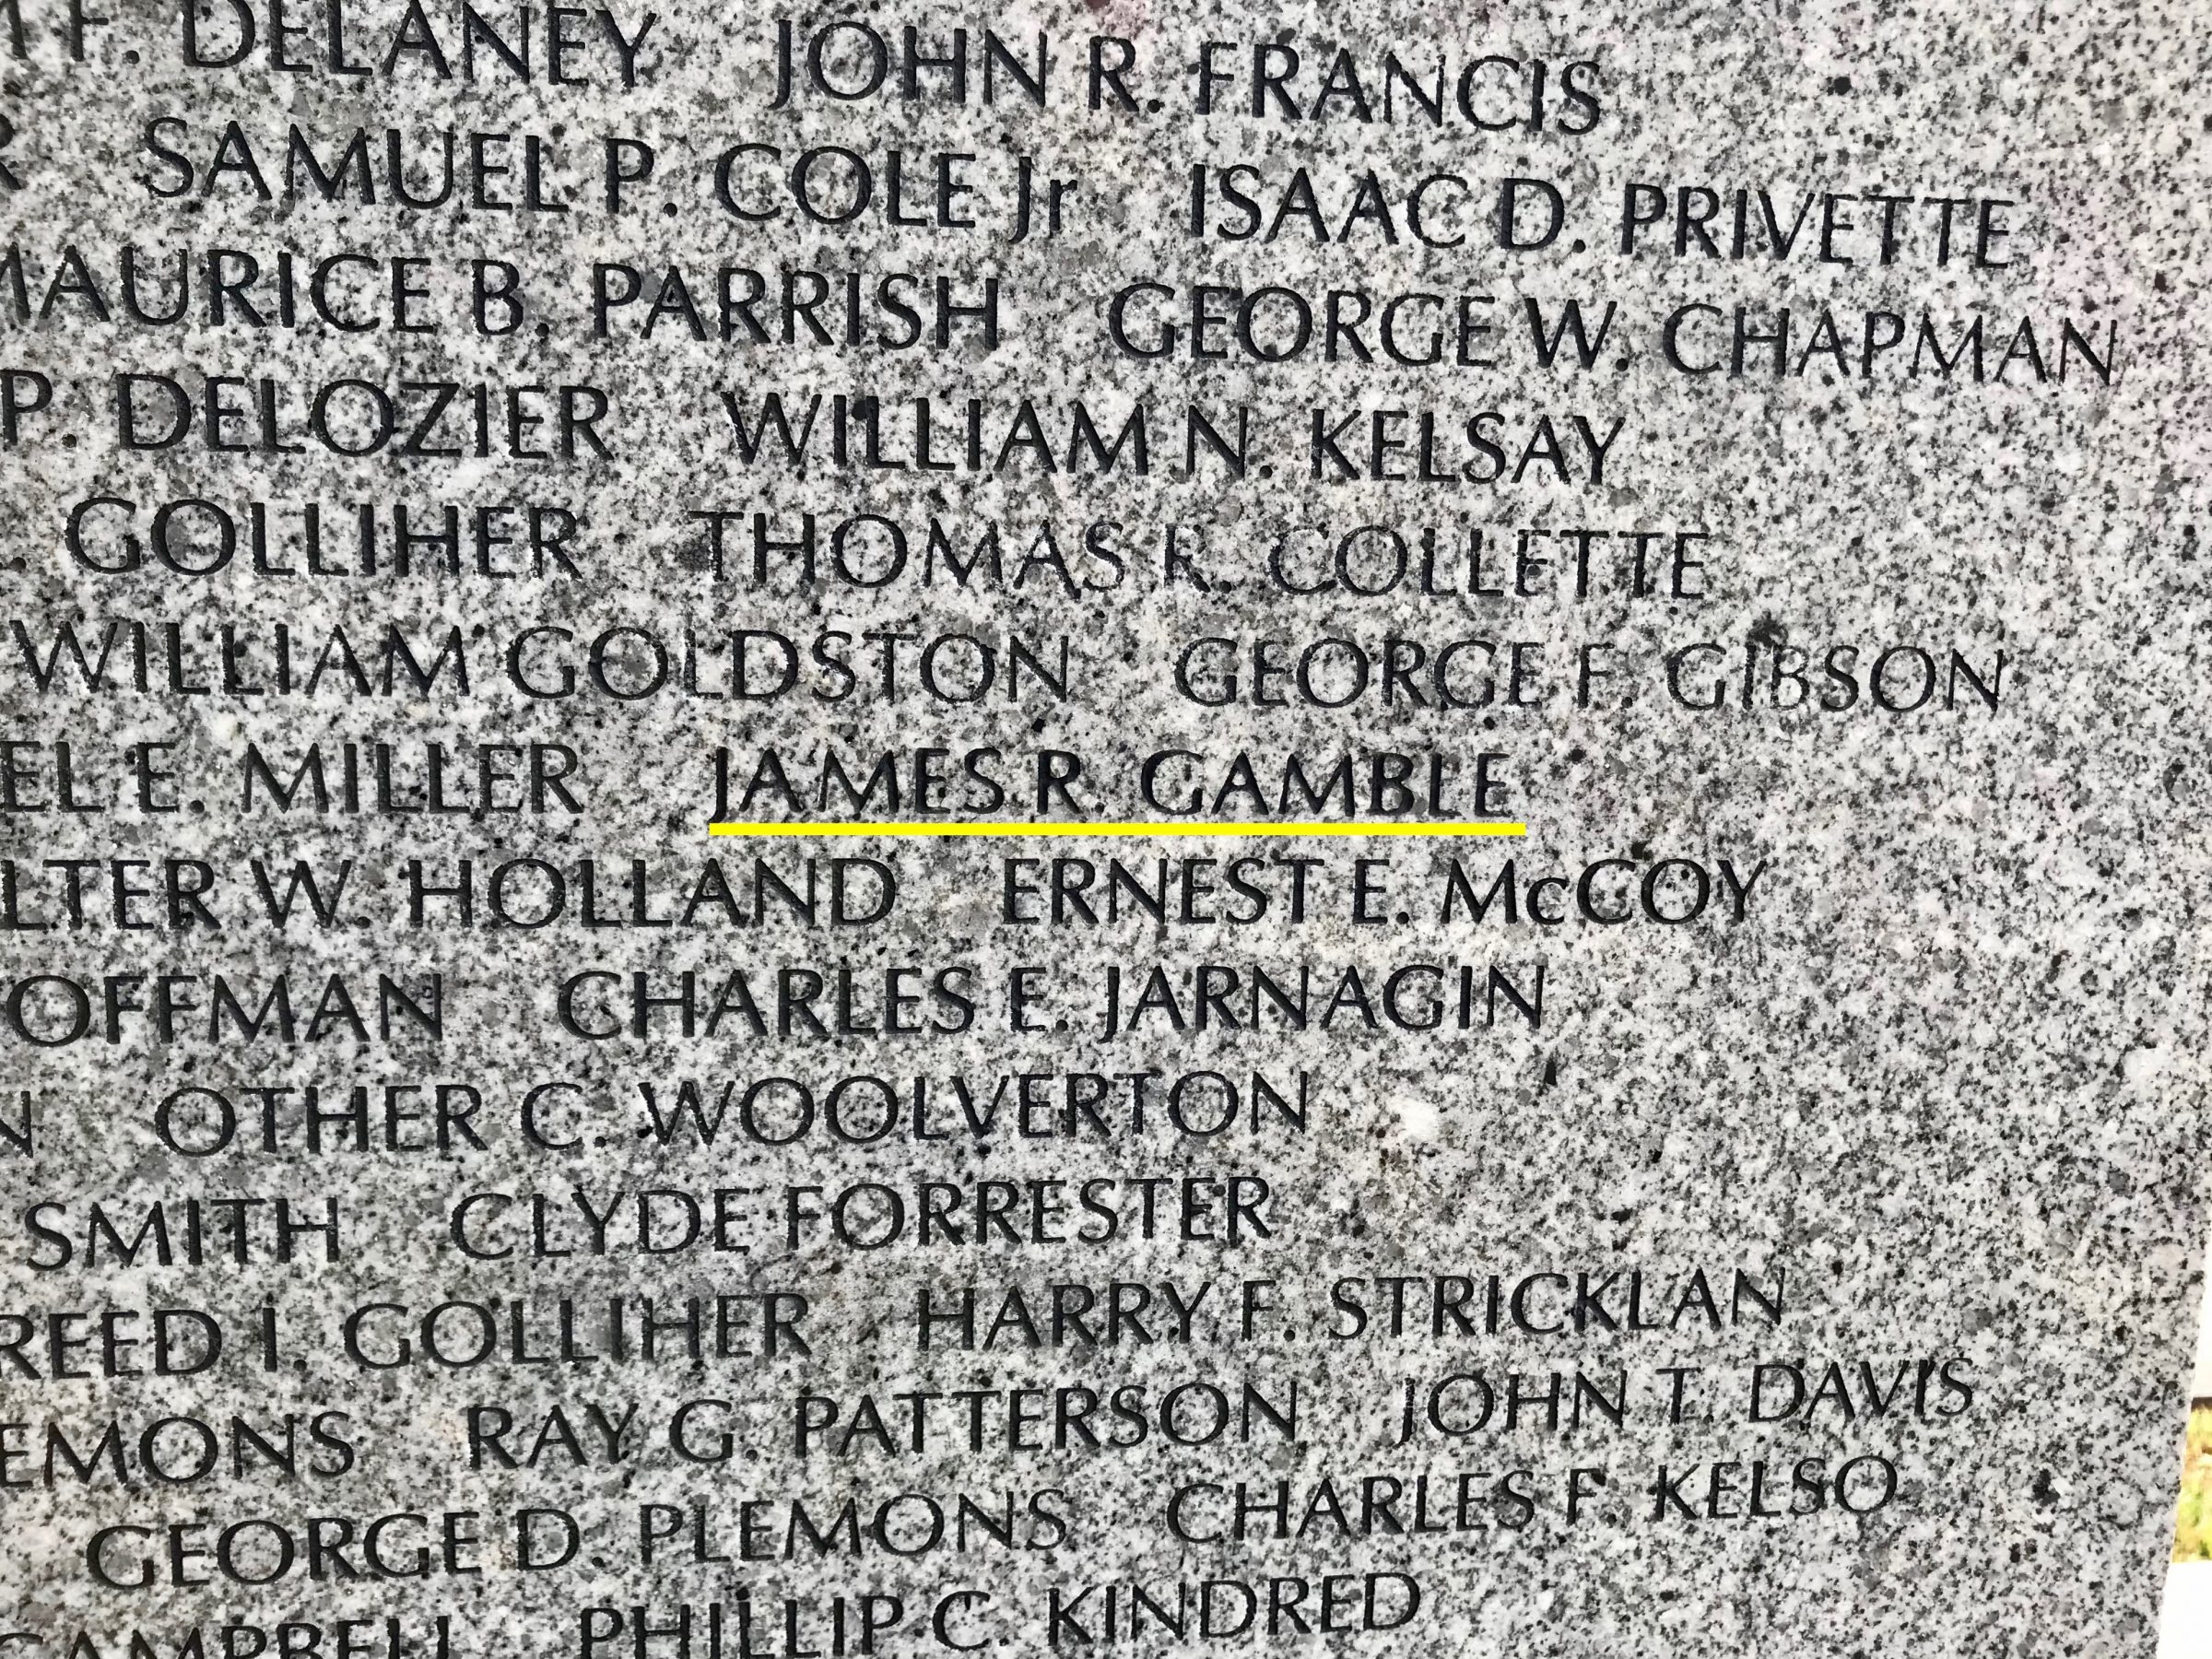 F. DELANEY JOHN R. FRANCIS
SAMUEL P. COLE Jr ISAAC D. PRIVETTE
MAURICE B. PARRISH GEORGE W. CHAPMAN
P. DELOZIER WILLIAM N. KELSAY
GOLLIHER THOMAS R. COLLETTE
WILLIAM GOLDSTON GEORGE F. GIBSON
EL E. MILLER JAMES R. GAMBLE
LTER W. HOLLAND ERNEST E. McCOY
OFFMAN CHARLES E. JARNAGIN
N OTHER C. WOOLVERTON
SMITH CLYDE FORRESTER
REED I. GOLLIHER HARRY F. STRICKLAN
EMONS RAY G. PATTERSON JOHN T. DAVIS
GEORGE D. PLEMONS CHARLES F. KELSO
CAMPBELL PHILLIP C. KINDRED